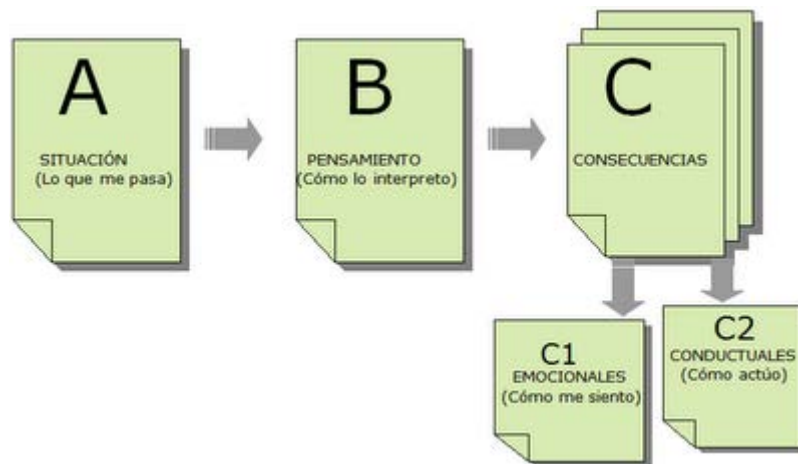 A
SITUACIÓN
(Lo que me pasa)
B
PENSAMIENTO
(Cómo lo interpreto)
C
CONSECUENCIAS
C1
EMOCIONALES
(Cómo me siento)
C2
CONDUCTUALES
(Cómo actúo)